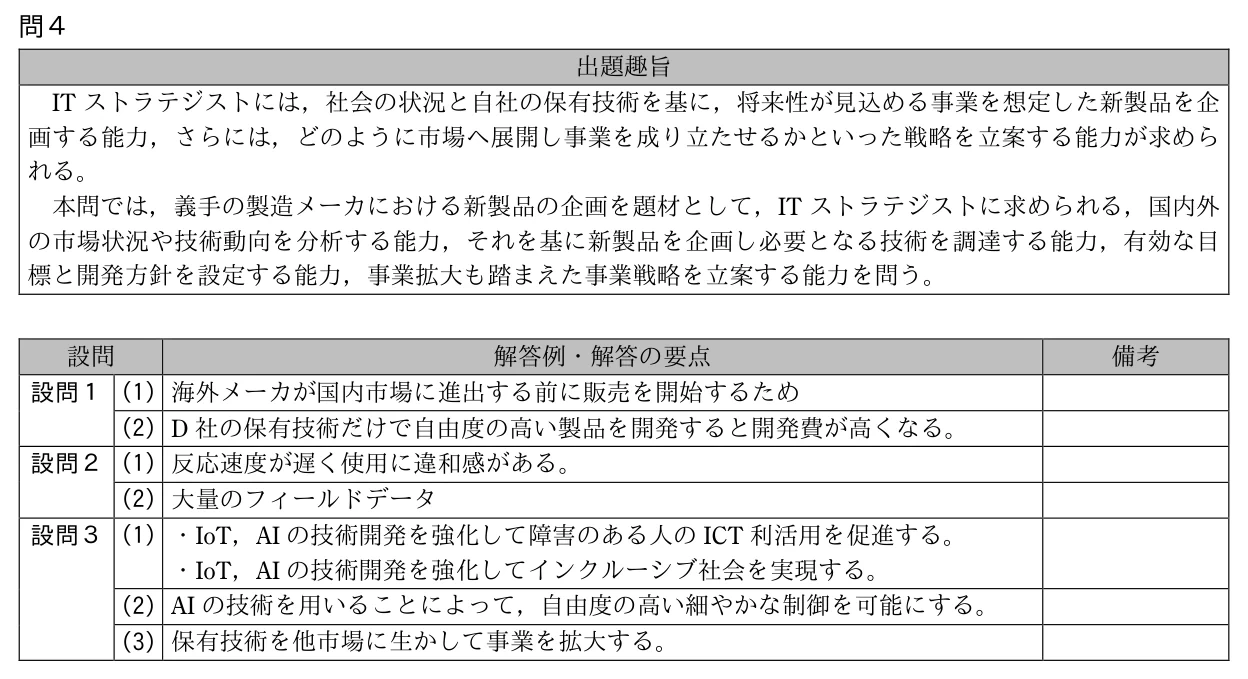 問4
出題趣旨
IT ストラテジストには，社会の状況と自社の保有技術を基に，将来性が見込める事業を想定した新製品を企
画する能力，さらには，どのように市場へ展開し事業を成り立たせるかといった戦略を立案する能力が求めら
れる。
本問では，義手の製造メーカにおける新製品の企画を題材として，IT ストラテジストに求められる，国内外
の市場状況や技術動向を分析する能力，それを基に新製品を企画し必要となる技術を調達する能力，有効な目
標と開発方針を設定する能力，事業拡大も踏まえた事業戦略を立案する能力を問う。
設問 解答例・解答の要点 備考
設問1 (1) 海外メーカが国内市場に進出する前に販売を開始するため
(2) D 社の保有技術だけで自由度の高い製品を開発すると開発費が高くなる。
設問2 (1) 反応速度が遅く使用に違和感がある。
(2) 大量のフィールドデータ
設問3 (1) ・IoT，AI の技術開発を強化して障害のある人の ICT 利活用を促進する。
・IoT，AI の技術開発を強化してインクルーシブ社会を実現する。
(2) AI の技術を用いることによって，自由度の高い細やかな制御を可能にする。
(3) 保有技術を他市場に生かして事業を拡大する。